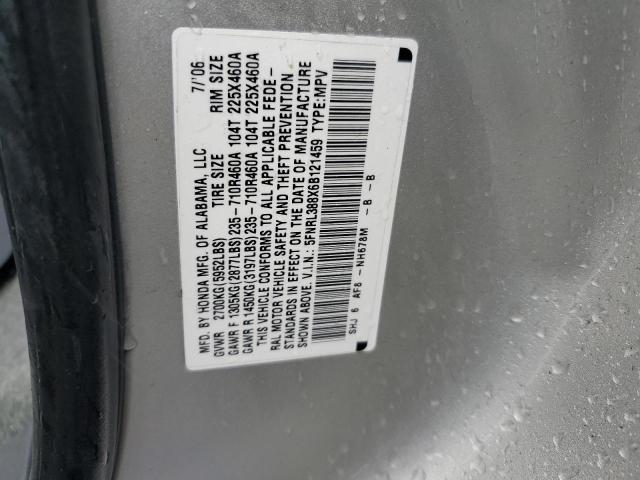 MFD. BY HONDA MFG. OF ALABAMA, LLC 7/'06
GVWR 2700KG(5952LBS) TIRE SIZE RIM SIZE
GAWR F 1305KG(2877LBS)235-710R460A 104T 225X460A
GAWR R 1450KG(3197LBS)235-710R460A 104T 225X460A
THIS VEHICLE CONFORMS TO ALL APPLICABLE FEDE-
RAL MOTOR VEHICLE SAFETY AND THEFT PREVENTION
STANDARDS IN EFFECT ON THE DATE OF MANUFACTURE
SHOWN ABOVE. V.I.N.: 5FNRL388X6B121459 TYPE:MPV
SHJ 6 AF8 -NH678M -B -B